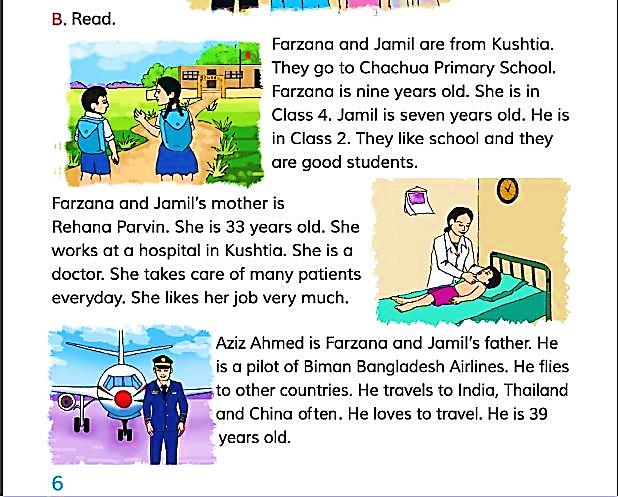 B. Read.
Farzana and Jamil are from Kushtia.
They go to Chachua Primary School.
Farzana is nine years old. She is in
Class 4. Jamil is seven years old. He is
in Class 2. They like school and they
are good students.
Farzana and Jamil's mother is
Rehana Parvin. She is 33 years old. She
works at a hospital in Kushtia. She is a
doctor. She takes care of many patients
everyday. She likes her job very much.
Aziz Ahmed is Farzana and Jamil's father. He
is a pilot of Biman Bangladesh Airlines. He flies
to other countries. He travels to India, Thailand
and China often. He loves to travel. He is 39
years old.
6